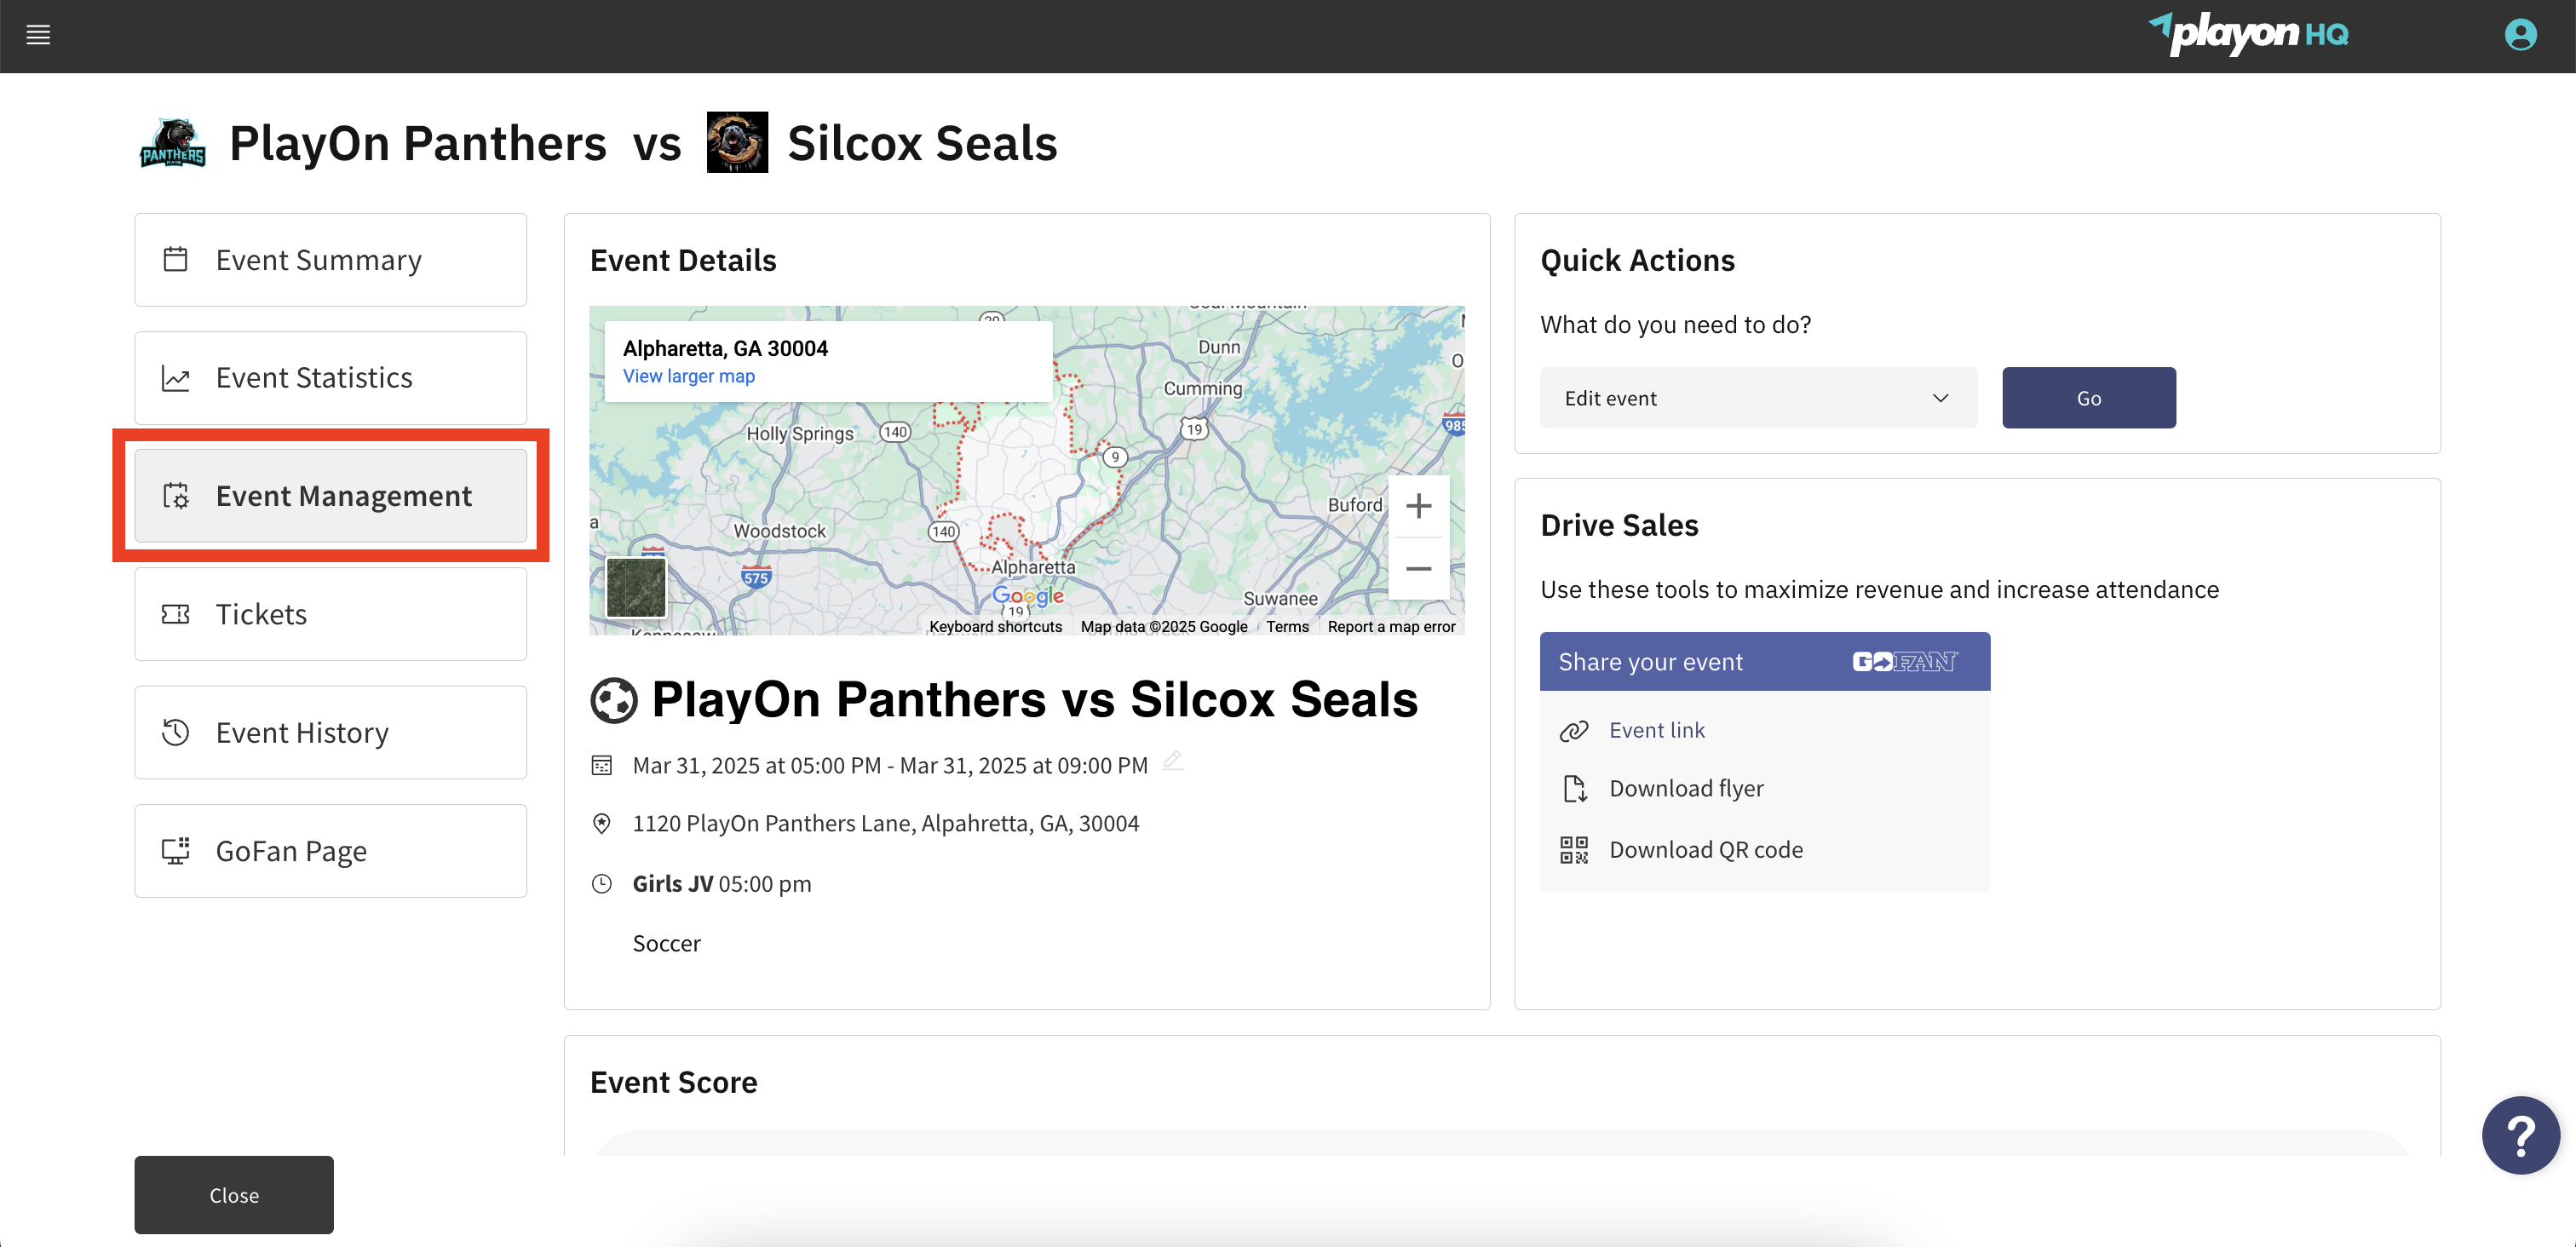 playon HQ
PANTHERS
PlayOn Panthers vs Silcox Seals
Event Summary
Event Statistics
Event Management
Tickets
Event History
GoFan Page
Close
Event Details
Alpharetta, GA 30004
View larger map
20
Dunn
Cumming
Holly Springs
140
19
985
9
Buford
140
Woodstock
575
Alpharetta
Google
19
Suwanee
Keyboard shortcuts
Map data ©2025 Google
Terms
Report a map error
PlayOn Panthers vs Silcox Seals
Mar 31, 2025 at 05:00 PM - Mar 31, 2025 at 09:00 PM
1120 PlayOn Panthers Lane, Alpahretta, GA, 30004
Girls JV 05:00 pm
Soccer
Quick Actions
What do you need to do?
Edit event
Go
Drive Sales
Use these tools to maximize revenue and increase attendance
Share your event
GOFAN
Event link
Download flyer
Download QR code
Event Score
?